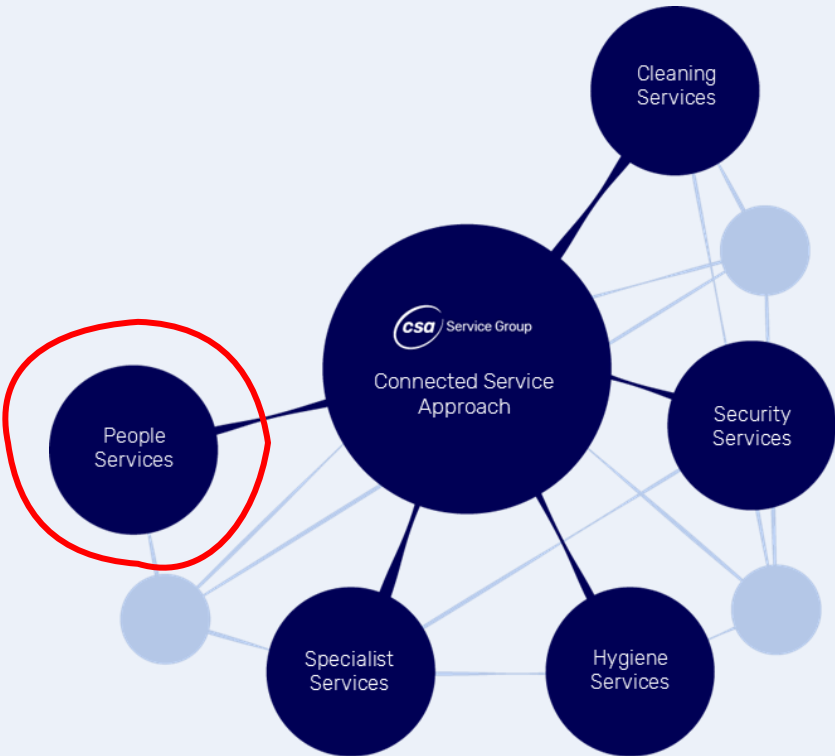 Cleaning
Services
csa Service Group
Connected Service
Approach
Security
Services
People
Services
Specialist
Services
Hygiene
Services